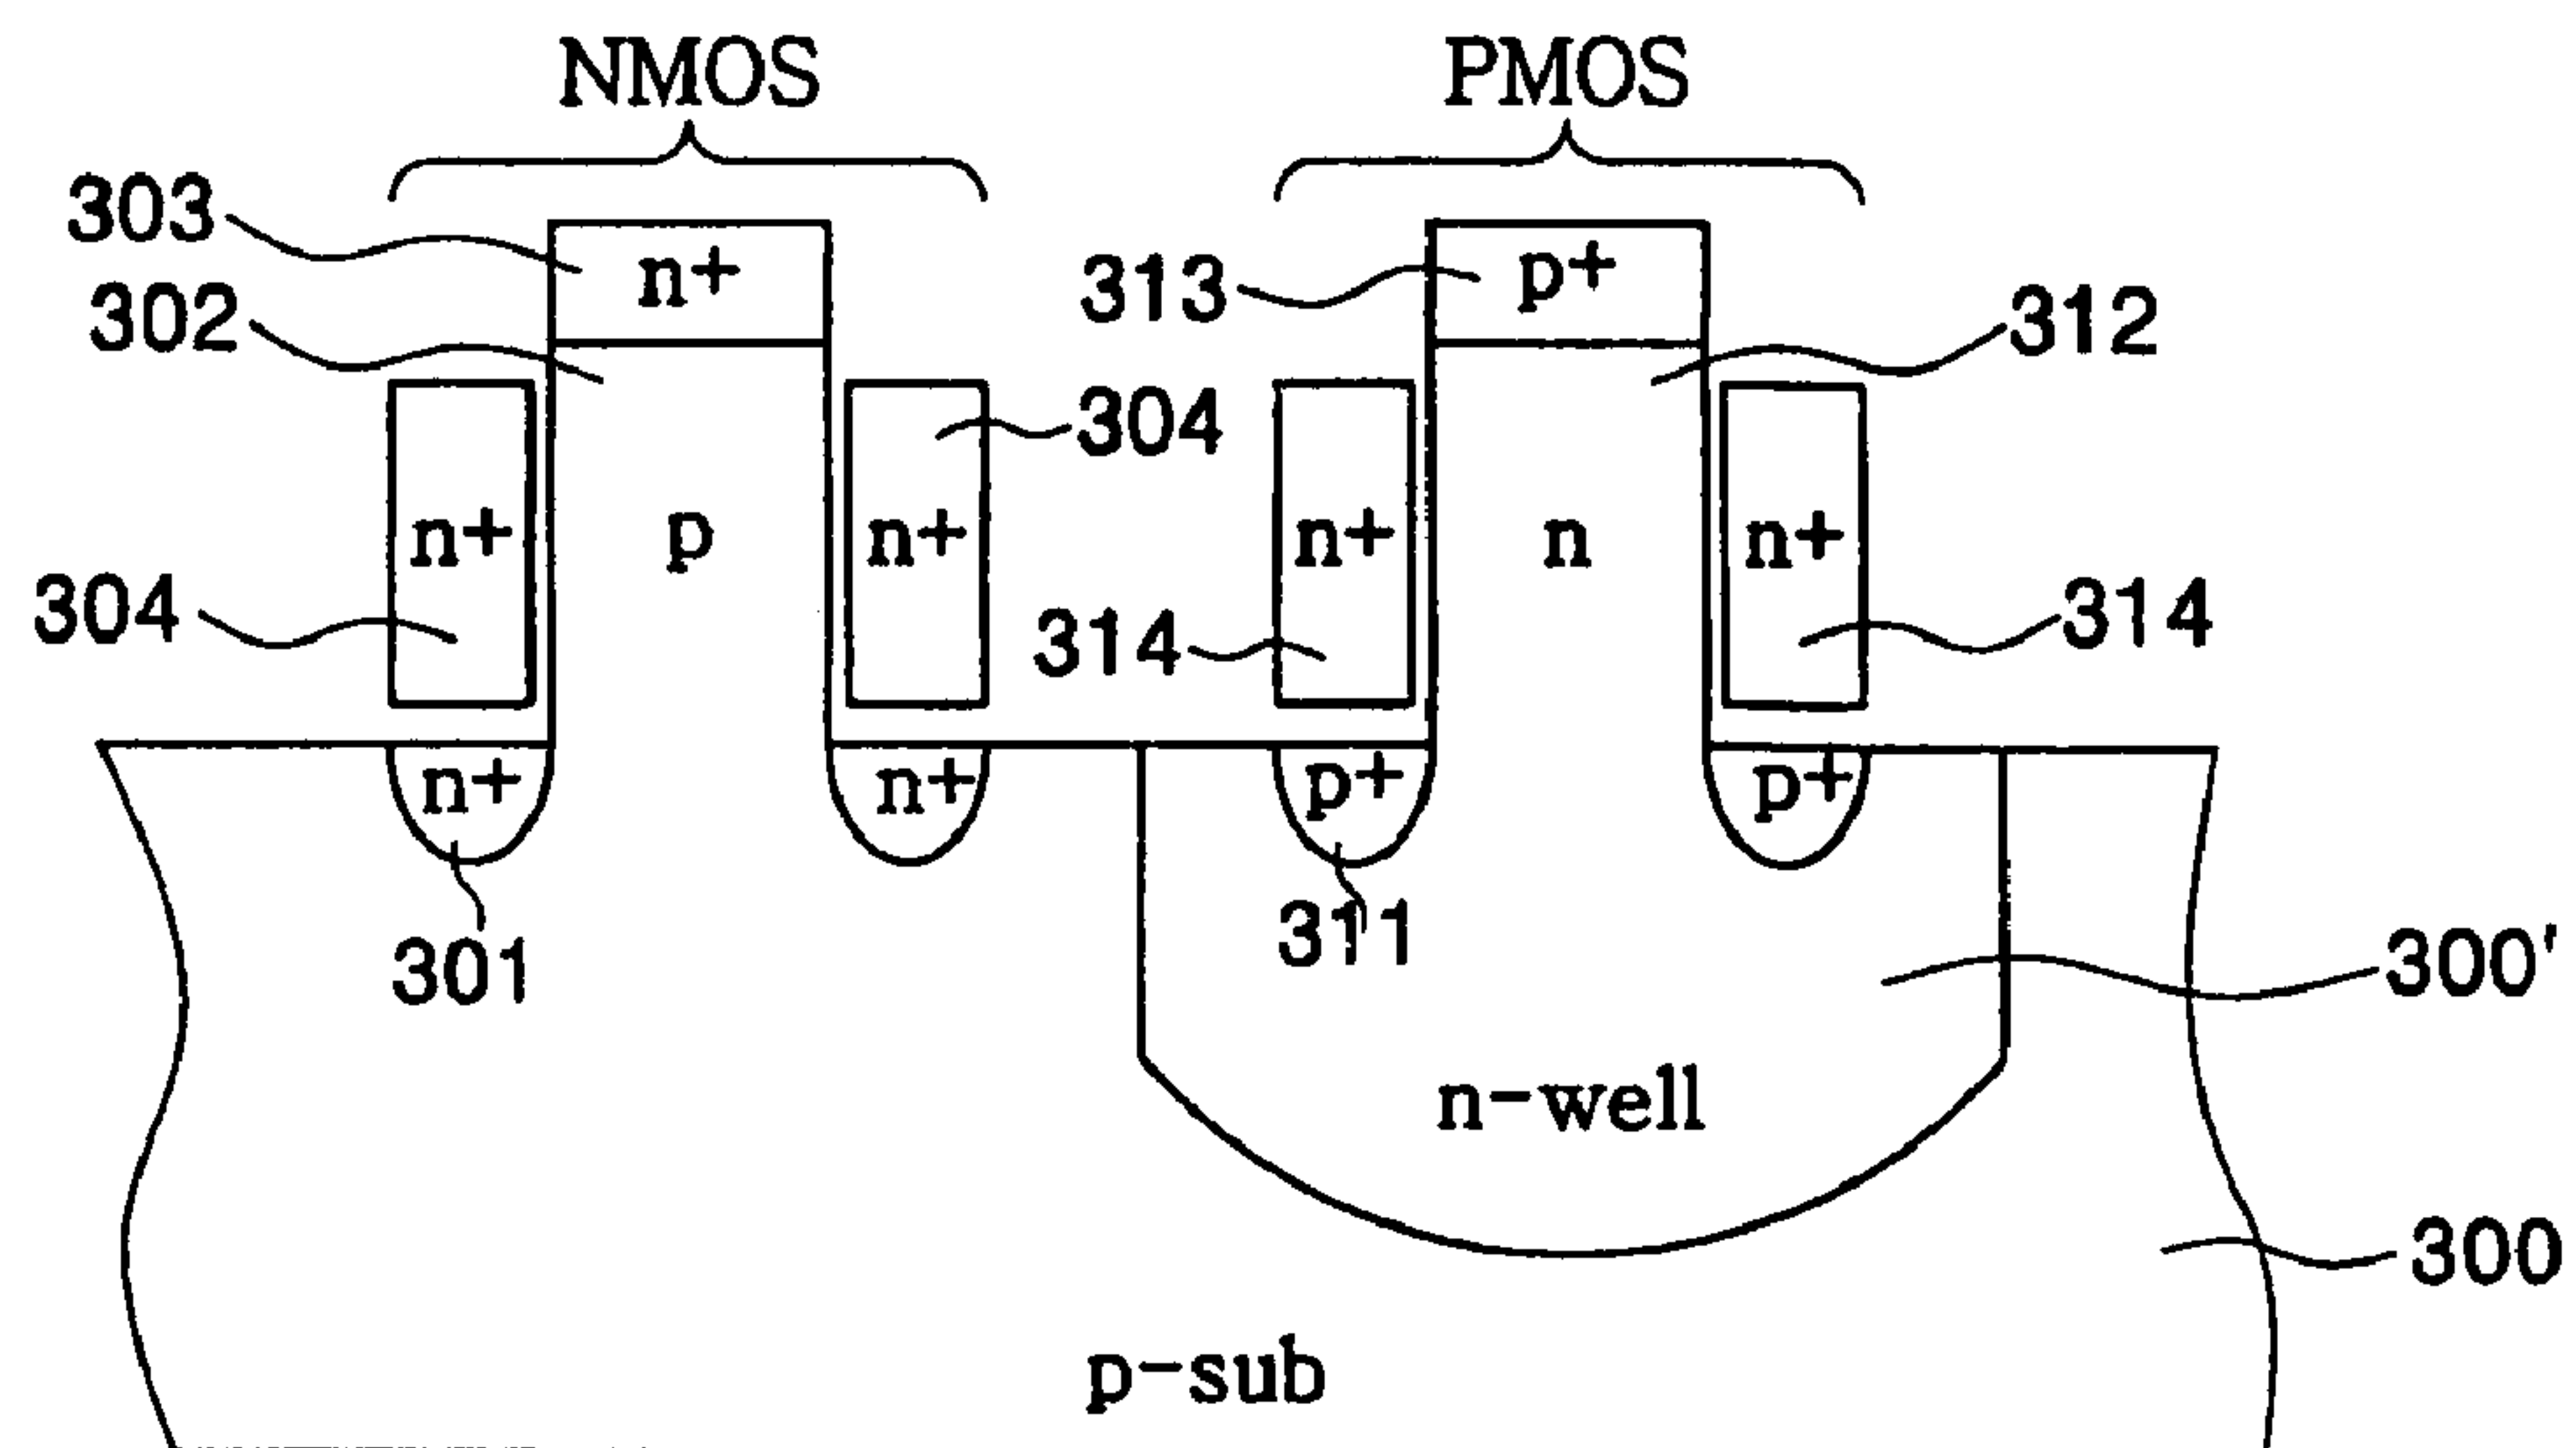 NMOS
PMOS
303
n+
313
p+
302
312
304
n+
p
n+
n+
n
n+
304
314
314
n+
n+
p+
p+
301
311
300'
n-well
300
p-sub